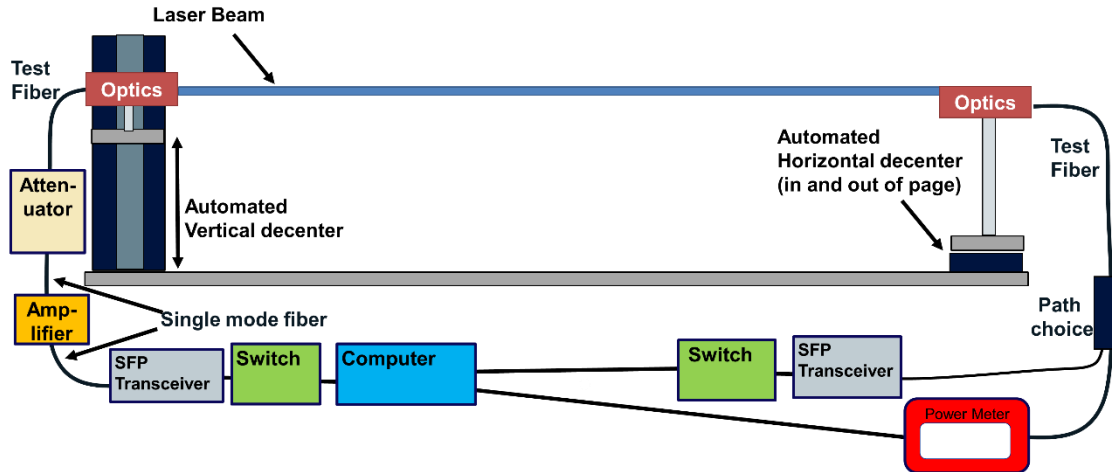 Laser Beam
Test
Fiber
Optics
Optics
Automated
Horizontal decenter
(in and out of page)
Test
Fiber
Atten-
uator
Automated
Vertical decenter
Amp-
lifier
Single mode fiber
Path
choice
SFP
Transceiver
Switch
Computer
Switch
SFP
Transceiver
Power Meter